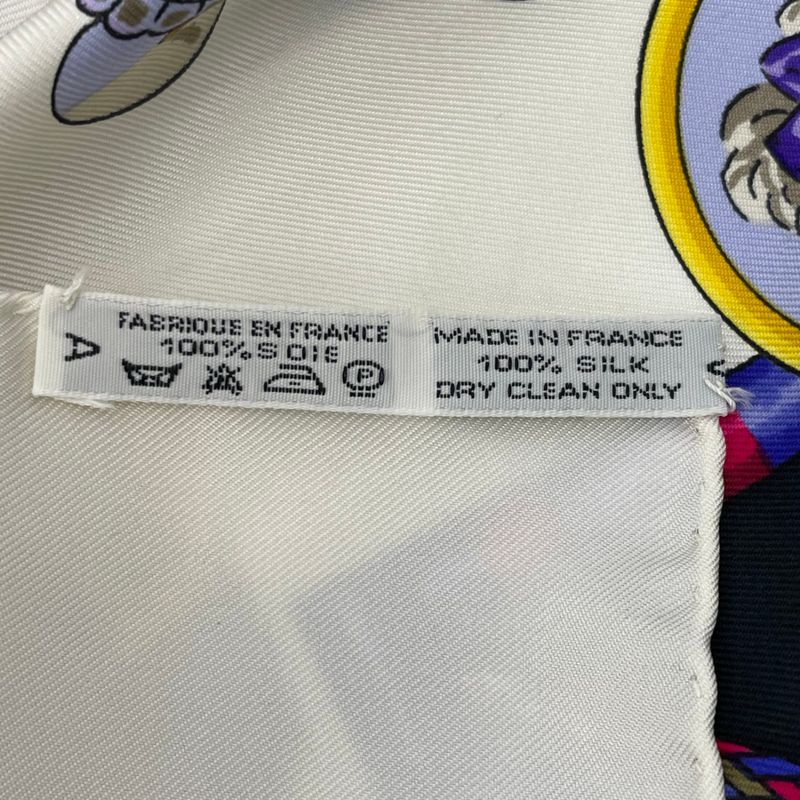 A
FABRIQUE EN FRANCE
100% SOIE
P
MADE IN FRANCE
100% SILK
DRY CLEAN ONLY